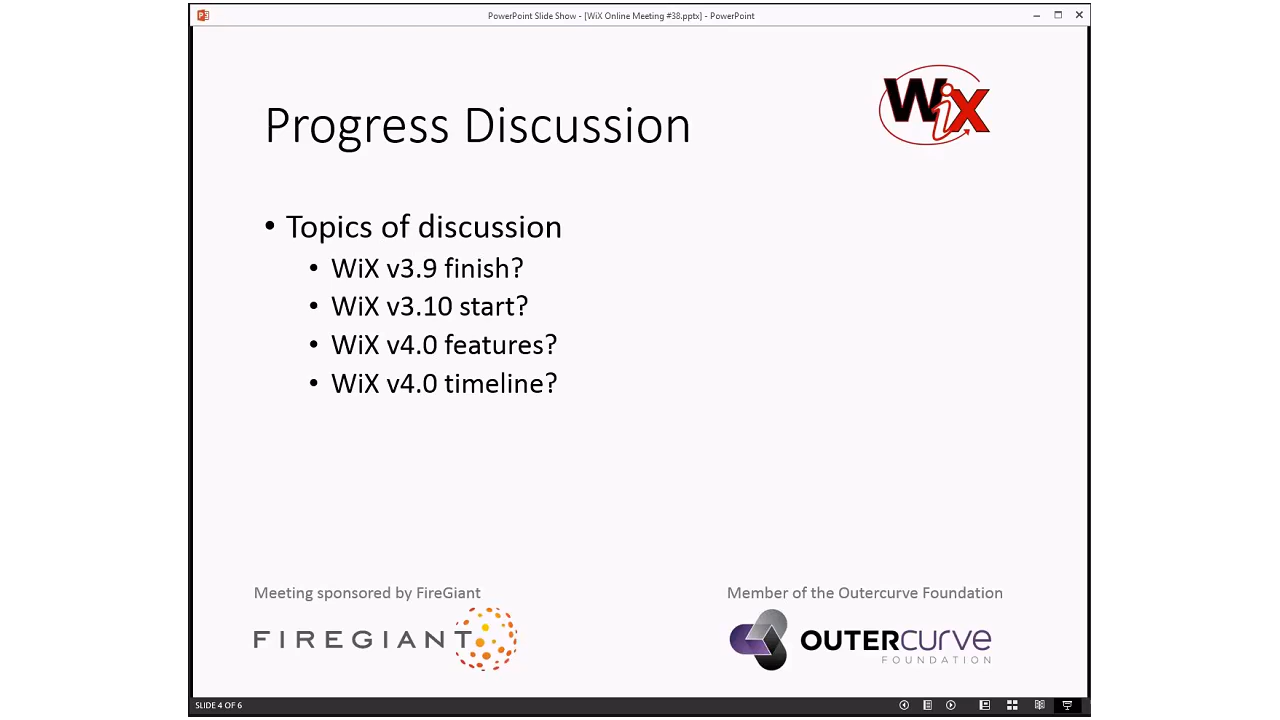 PowerPoint Slide Show - [WiX Online Meeting #38.pptx] - PowerPoint
WiX
Progress Discussion
• Topics of discussion
• WiX v3.9 finish?
• WiX v3.10 start?
• WiX v4.0 features?
• WiX v4.0 timeline?
Meeting sponsored by FireGiant
Member of the Outercurve Foundation
FIREGIANT
OUTERCURVE
FOUNDATION
SLIDE 4 OF 6